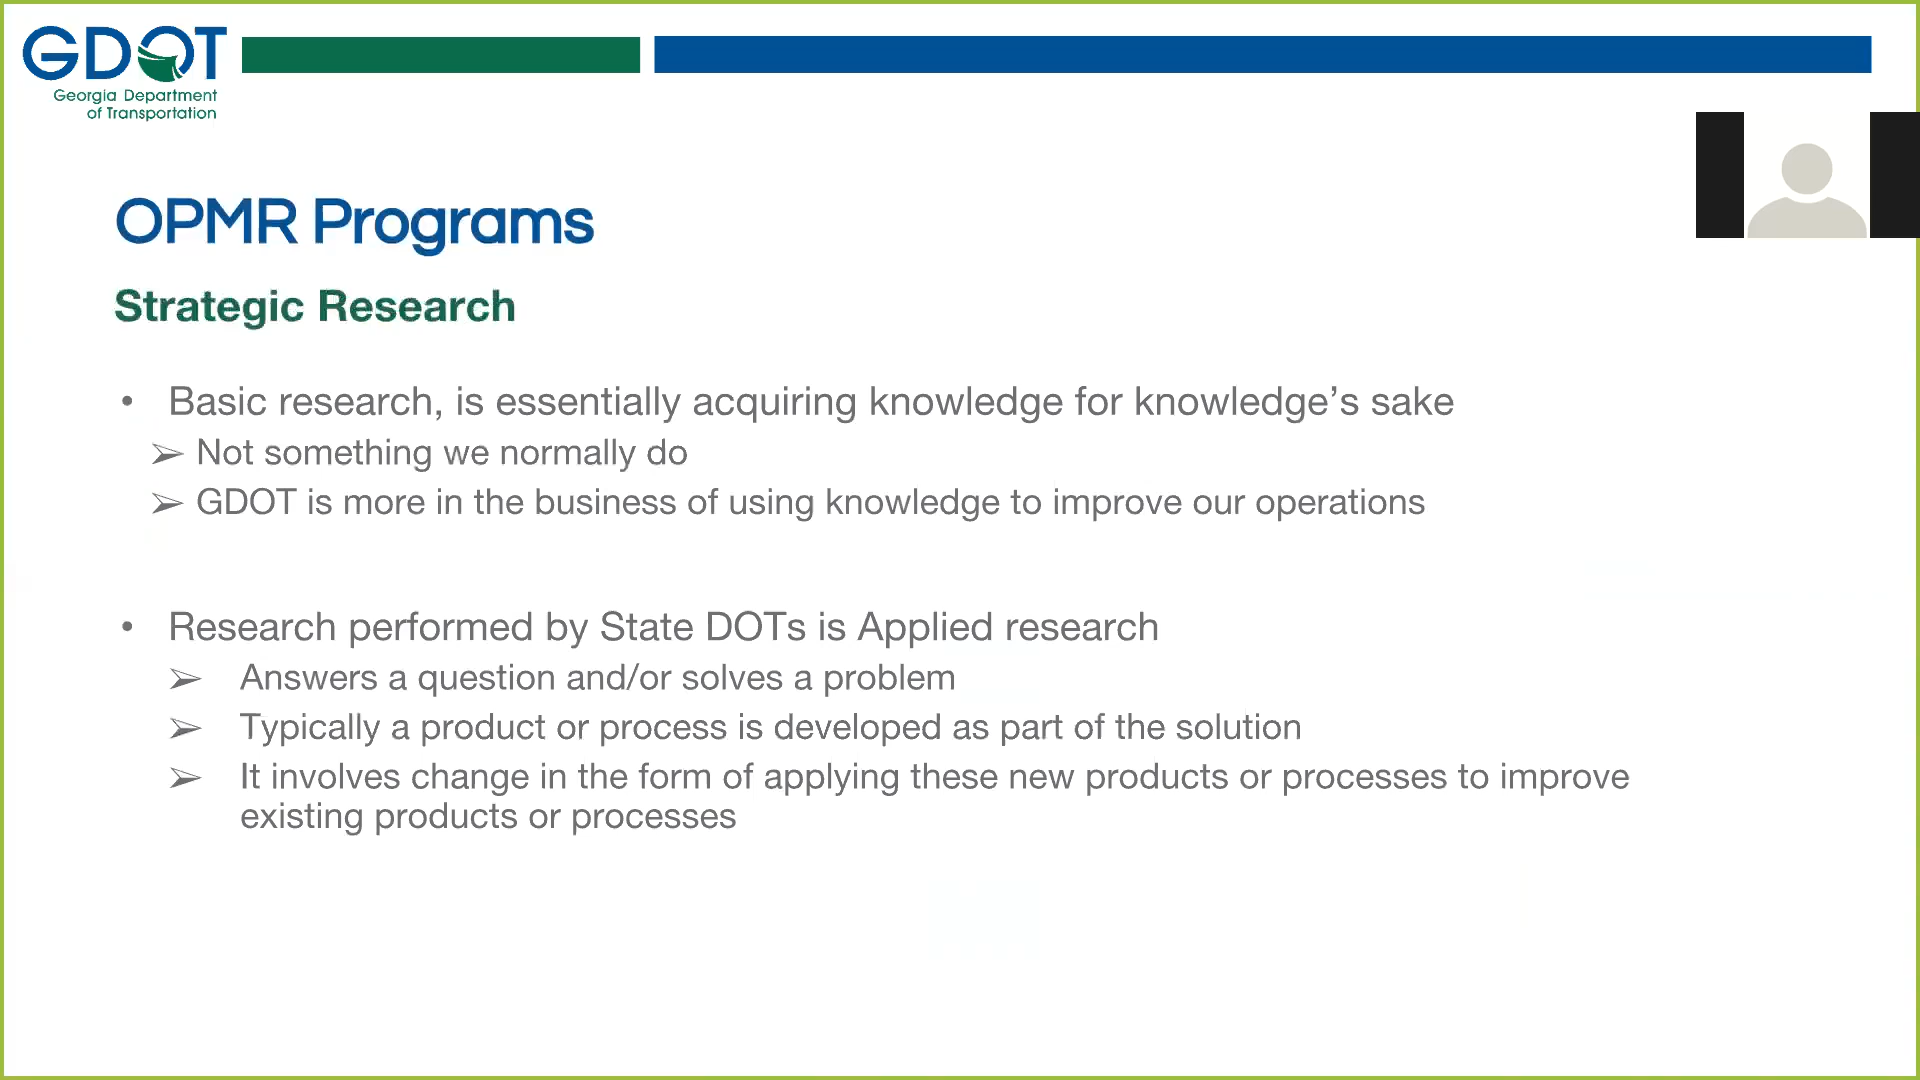 GDOT
Georgia Department
of Transportation
OPMR Programs
Strategic Research
• Basic research, is essentially acquiring knowledge for knowledge’s sake
➢ Not something we normally do
➢ GDOT is more in the business of using knowledge to improve our operations
• Research performed by State DOTs is Applied research
➢ Answers a question and/or solves a problem
➢ Typically a product or process is developed as part of the solution
➢ It involves change in the form of applying these new products or processes to improve
existing products or processes